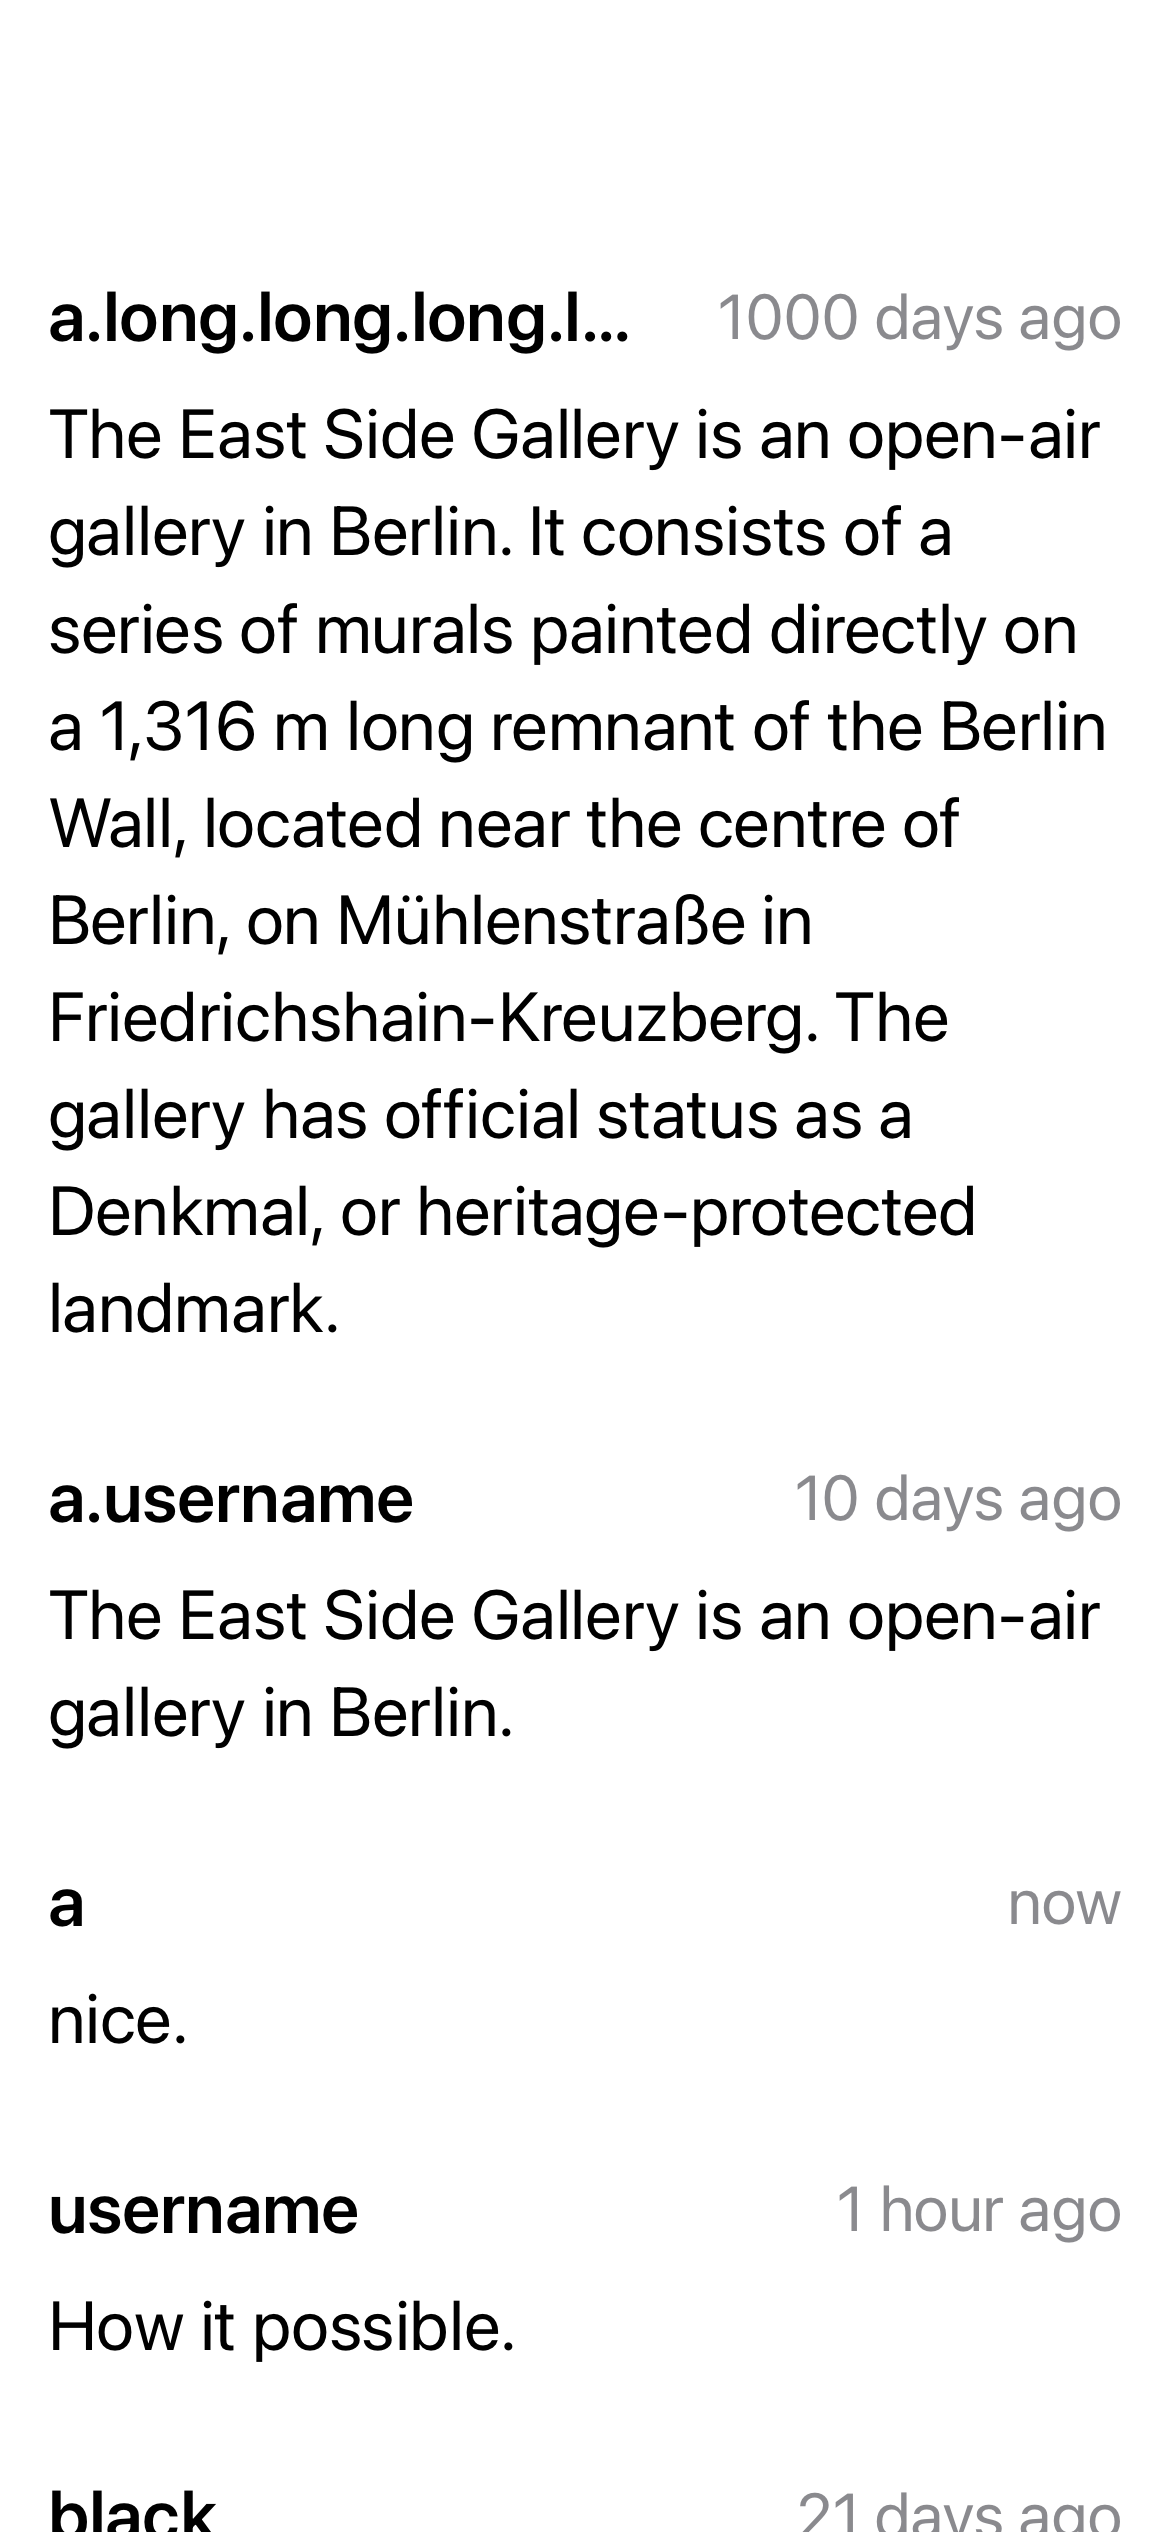 a.long.long.long.l... 1000 days ago
The East Side Gallery is an open-air
gallery in Berlin. It consists of a
series of murals painted directly on
a 1,316 m long remnant of the Berlin
Wall, located near the centre of
Berlin, on Mühlenstraße in
Friedrichshain-Kreuzberg. The
gallery has official status as a
Denkmal, or heritage-protected
landmark.
a.username 10 days ago
The East Side Gallery is an open-air
gallery in Berlin.
a now
nice.
username 1 hour ago
How it possible.
black 21 days ago